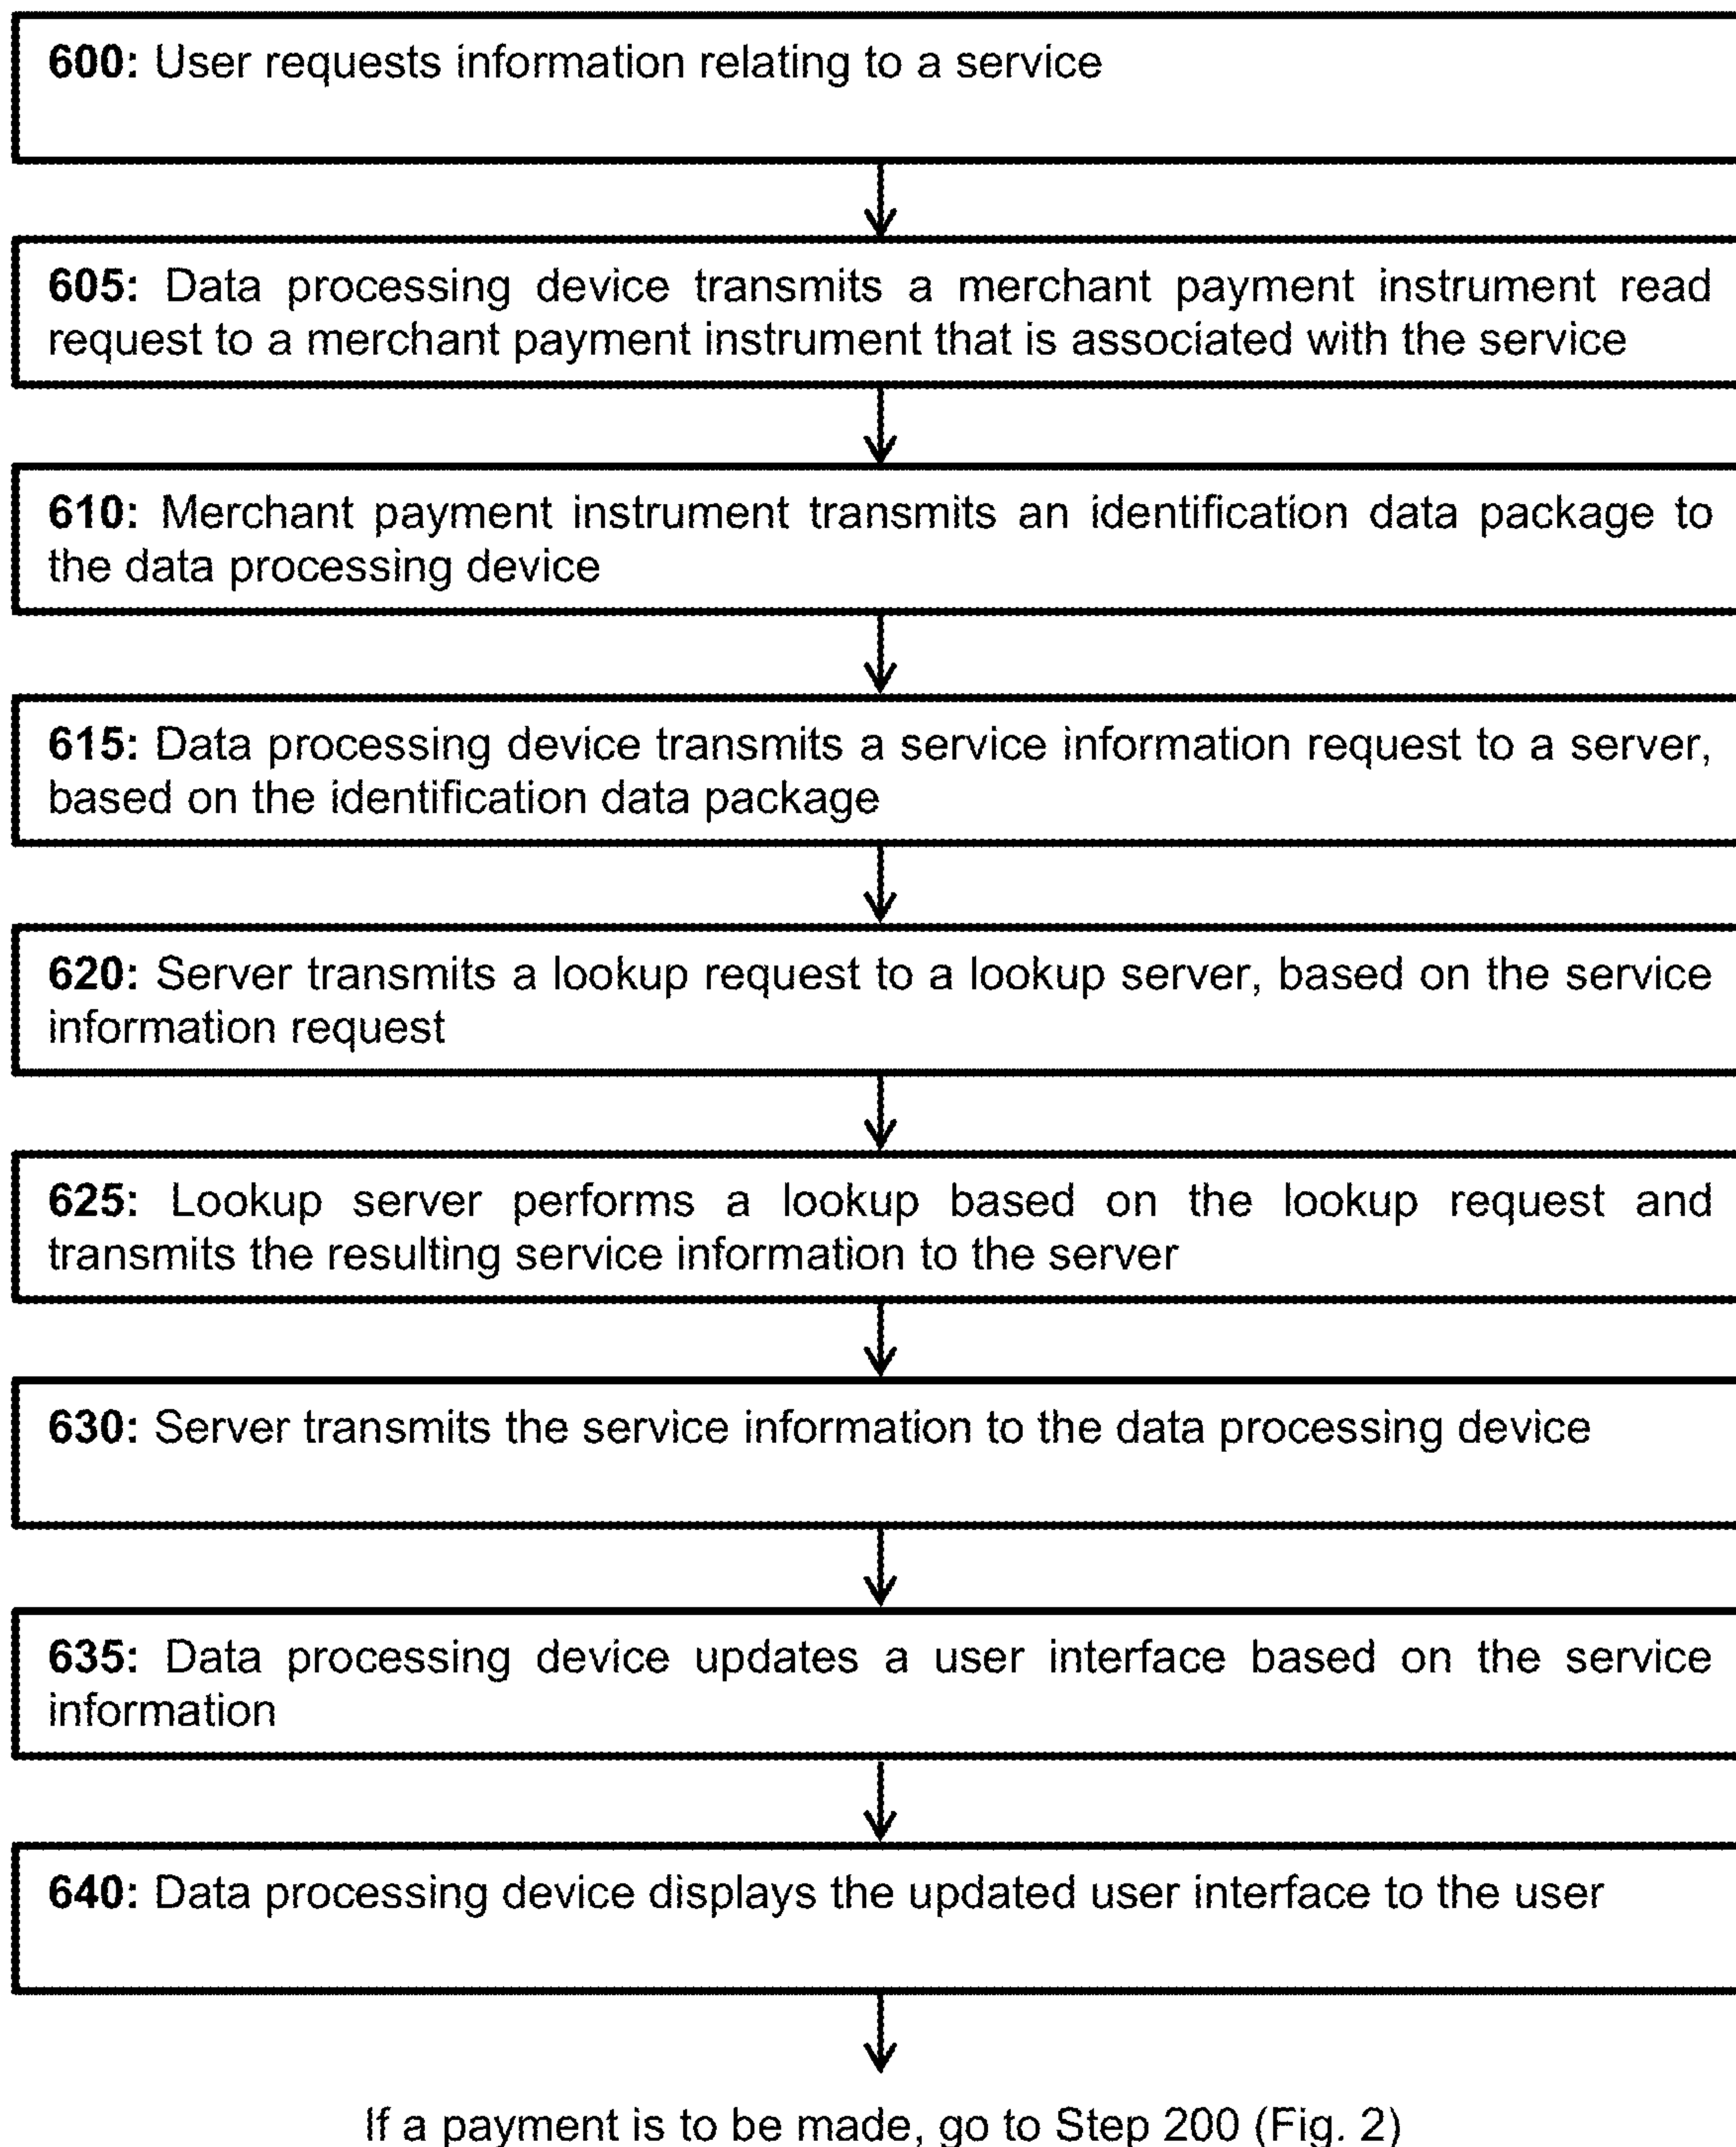 600: User requests information relating to a service
605: Data processing device transmits a merchant payment instrument read
request to a merchant payment instrument that is associated with the service
610: Merchant payment instrument transmits an identification data package to
the data processing device
615: Data processing device transmits a service information request to a server,
based on the identification data package
620: Server transmits a lookup request to a lookup server, based on the service
information request
625: Lookup server performs a lookup based on the lookup request and
transmits the resulting service information to the server
630: Server transmits the service information to the data processing device
635: Data processing device updates a user interface based on the service
information
640: Data processing device displays the updated user interface to the user
If a payment is to be made, go to Step 200 (Fig. 2)